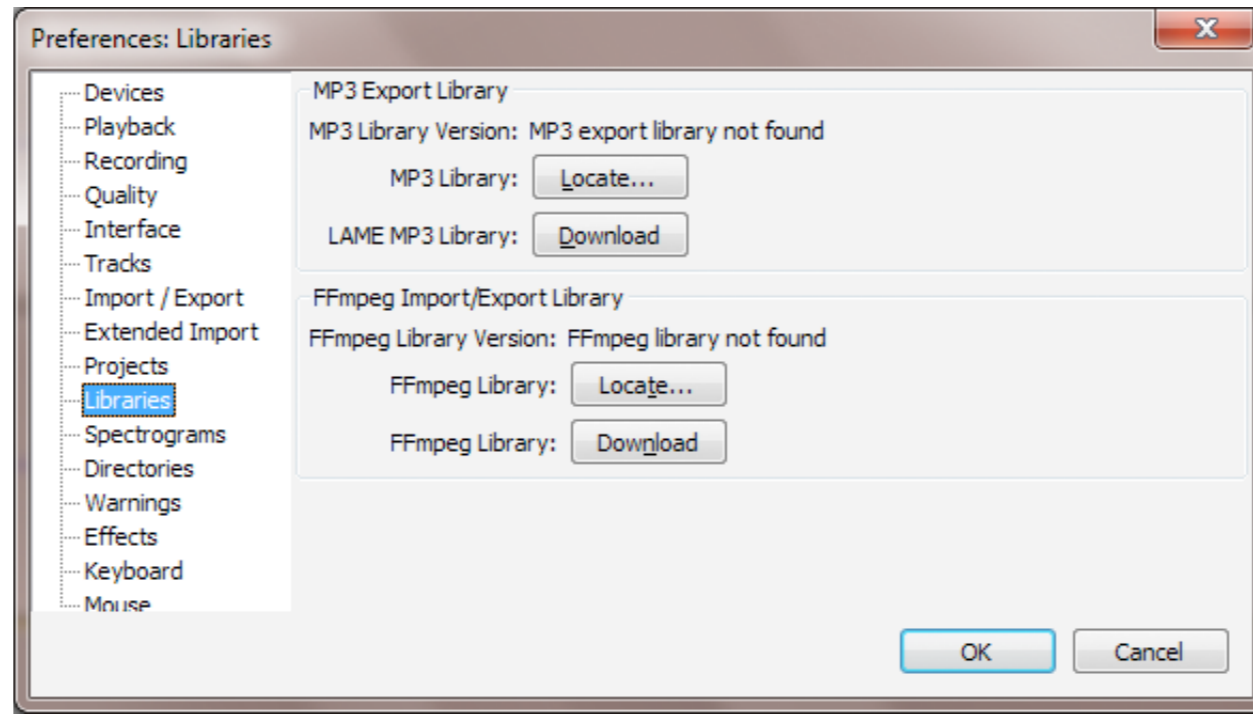 Preferences: Libraries
Devices
Playback
Recording
Quality
Interface
Tracks
Import / Export
Extended Import
Projects
Libraries
Spectrograms
Directories
Warnings
Effects
Keyboard
Mouse
MP3 Export Library
MP3 Library Version: MP3 export library not found
MP3 Library: Locate...
LAME MP3 Library: Download
FFmpeg Import/Export Library
FFmpeg Library Version: FFmpeg library not found
FFmpeg Library: Locate...
FFmpeg Library: Download
OK Cancel